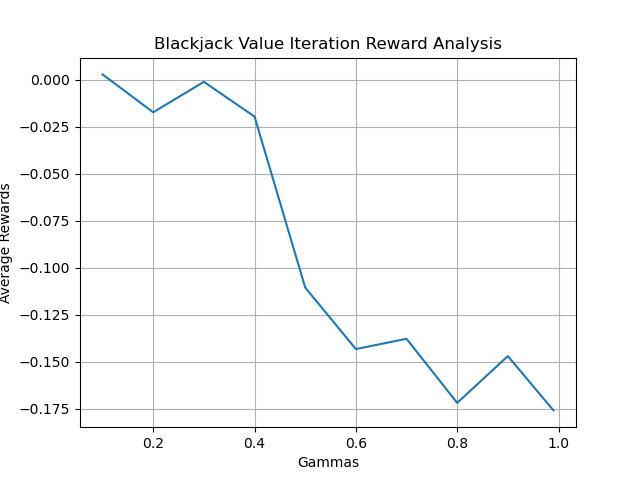 Blackjack Value Iteration Reward Analysis
0.000
−0.025
−0.050
−0.075
−0.100
−0.125
−0.150
−0.175
Average Rewards
0.2 0.4 0.6 0.8 1.0
Gammas